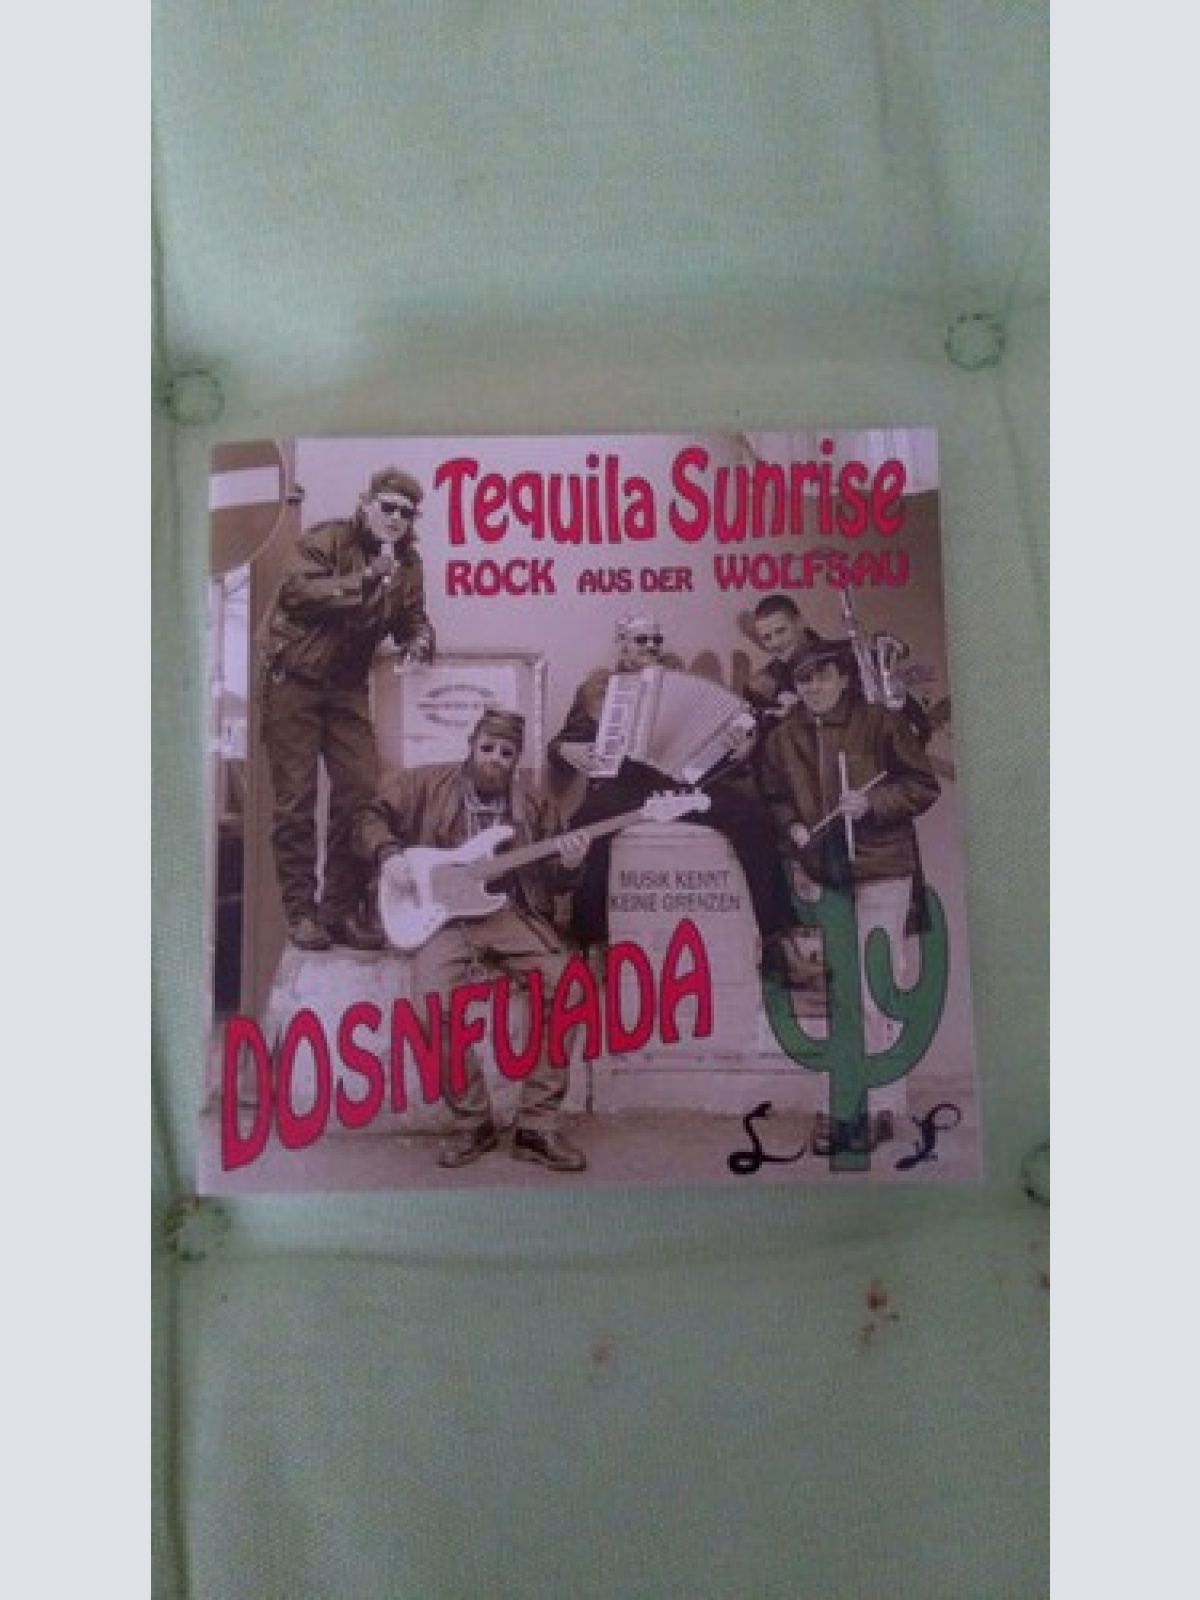 Tequila Sunrise
ROCK AUS DER WOLFSAU
MUSIK KENNT
KEINE GRENZEN
DOSNFUADA